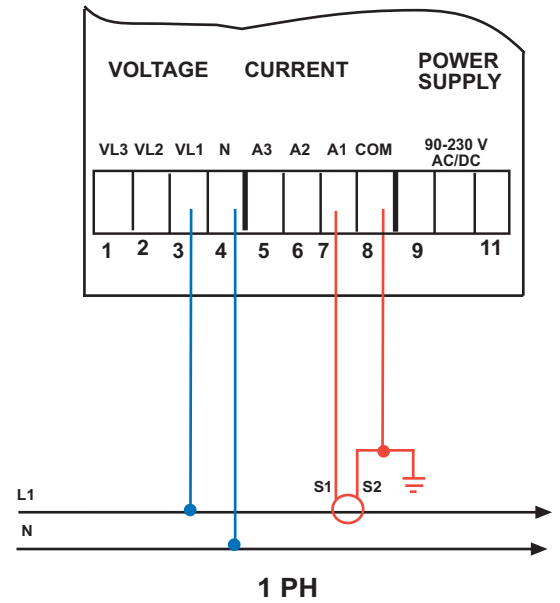 VOLTAGE CURRENT POWER
SUPPLY
VL3 VL2 VL1 N A3 A2 A1 COM 90-230 V
AC/DC
1 2 3 4 5 6 7 8 9 11
S1 S2
L1
N
1 PH